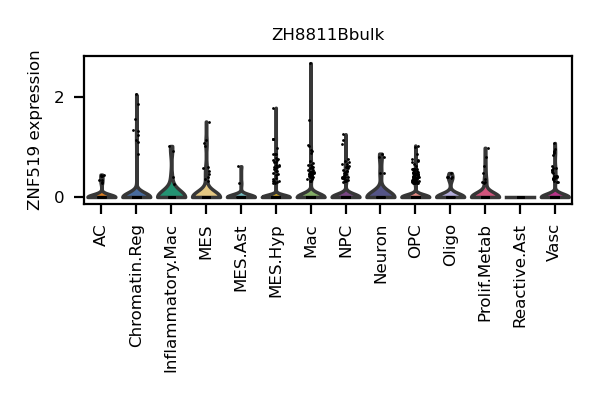 ZH8811Bbulk
ZNF519 expression
2
0
AC
Chromatin.Reg
Inflammatory.Mac
MES
MES.Ast
MES.Hyp
Mac
NPC
Neuron
OPC
Oligo
Prolif.Metab
Reactive.Ast
Vasc